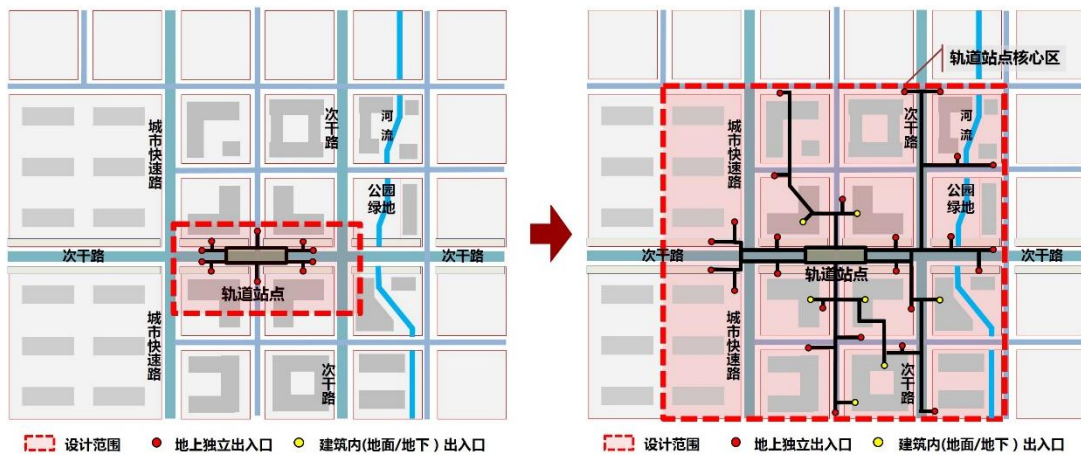 城市快速路
次干路
河流
公园
绿地
次干路
次干路
轨道站点
城市快速路
次干路
设计范围
地上独立出入口
建筑内(地面/地下)出入口
轨道站点核心区
城市快速路
次干路
河流
公园
绿地
次干路
次干路
轨道站点
城市快速路
次干路
设计范围
地上独立出入口
建筑内(地面/地下)出入口